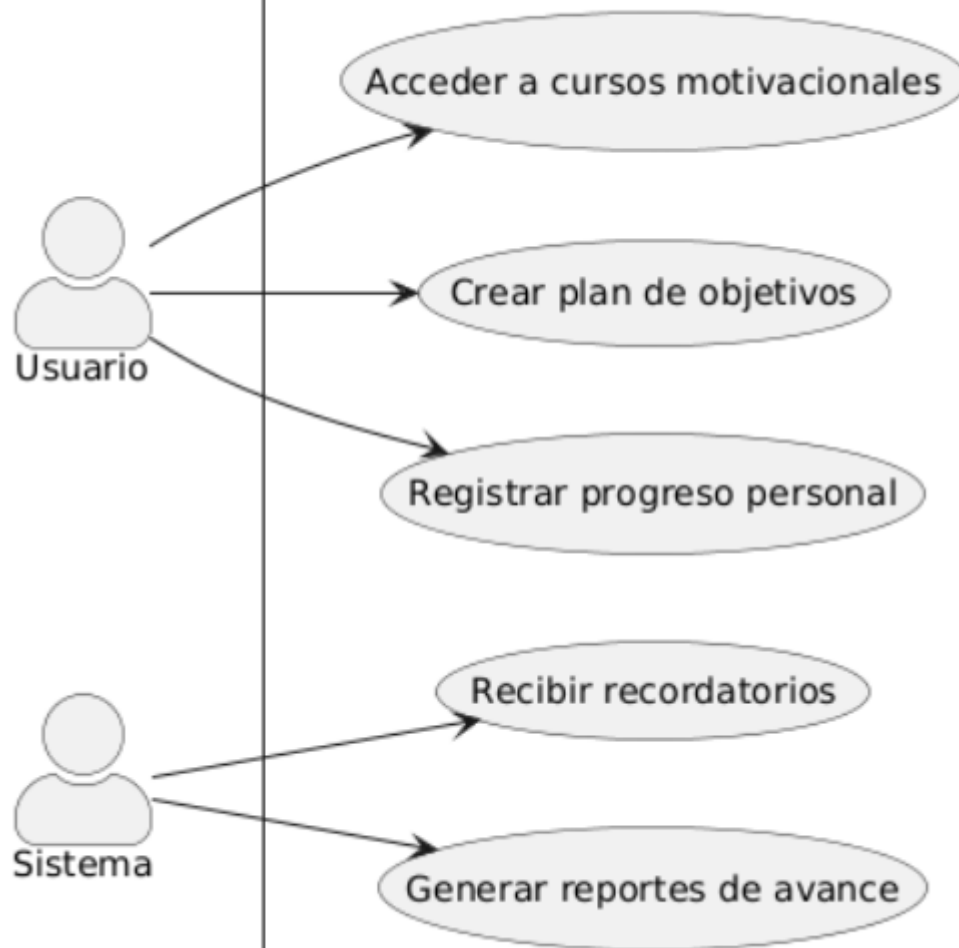 Acceder a cursos motivacionales
Crear plan de objetivos
Usuario
Registrar progreso personal
Recibir recordatorios
Sistema
Generar reportes de avance